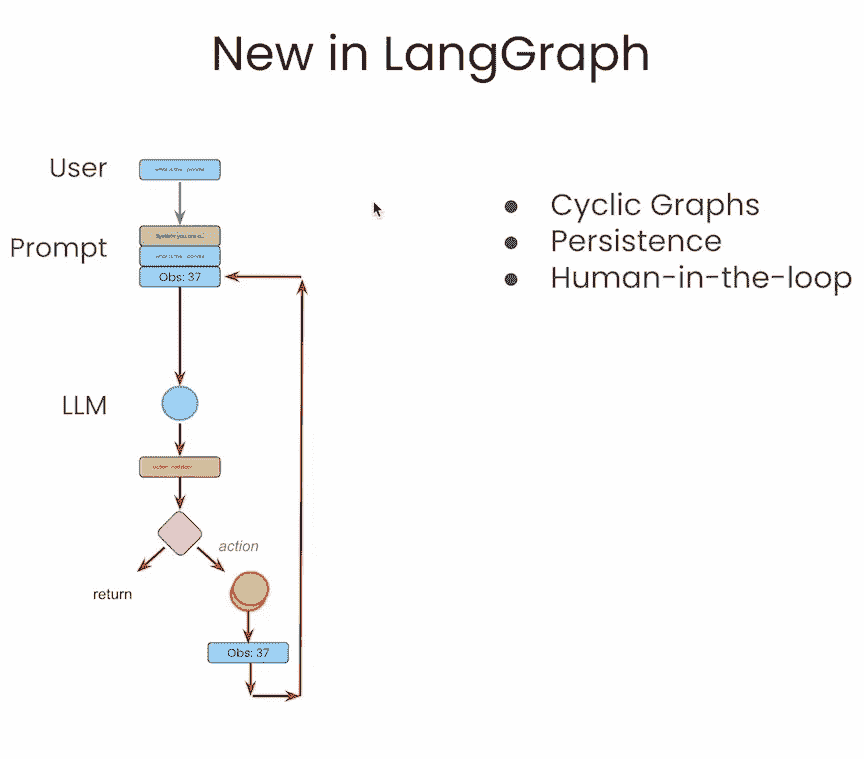 New in LangGraph
User
Prompt
Obs: 37
LLM
action
return
Obs: 37
Cyclic Graphs
Persistence
Human-in-the-loop